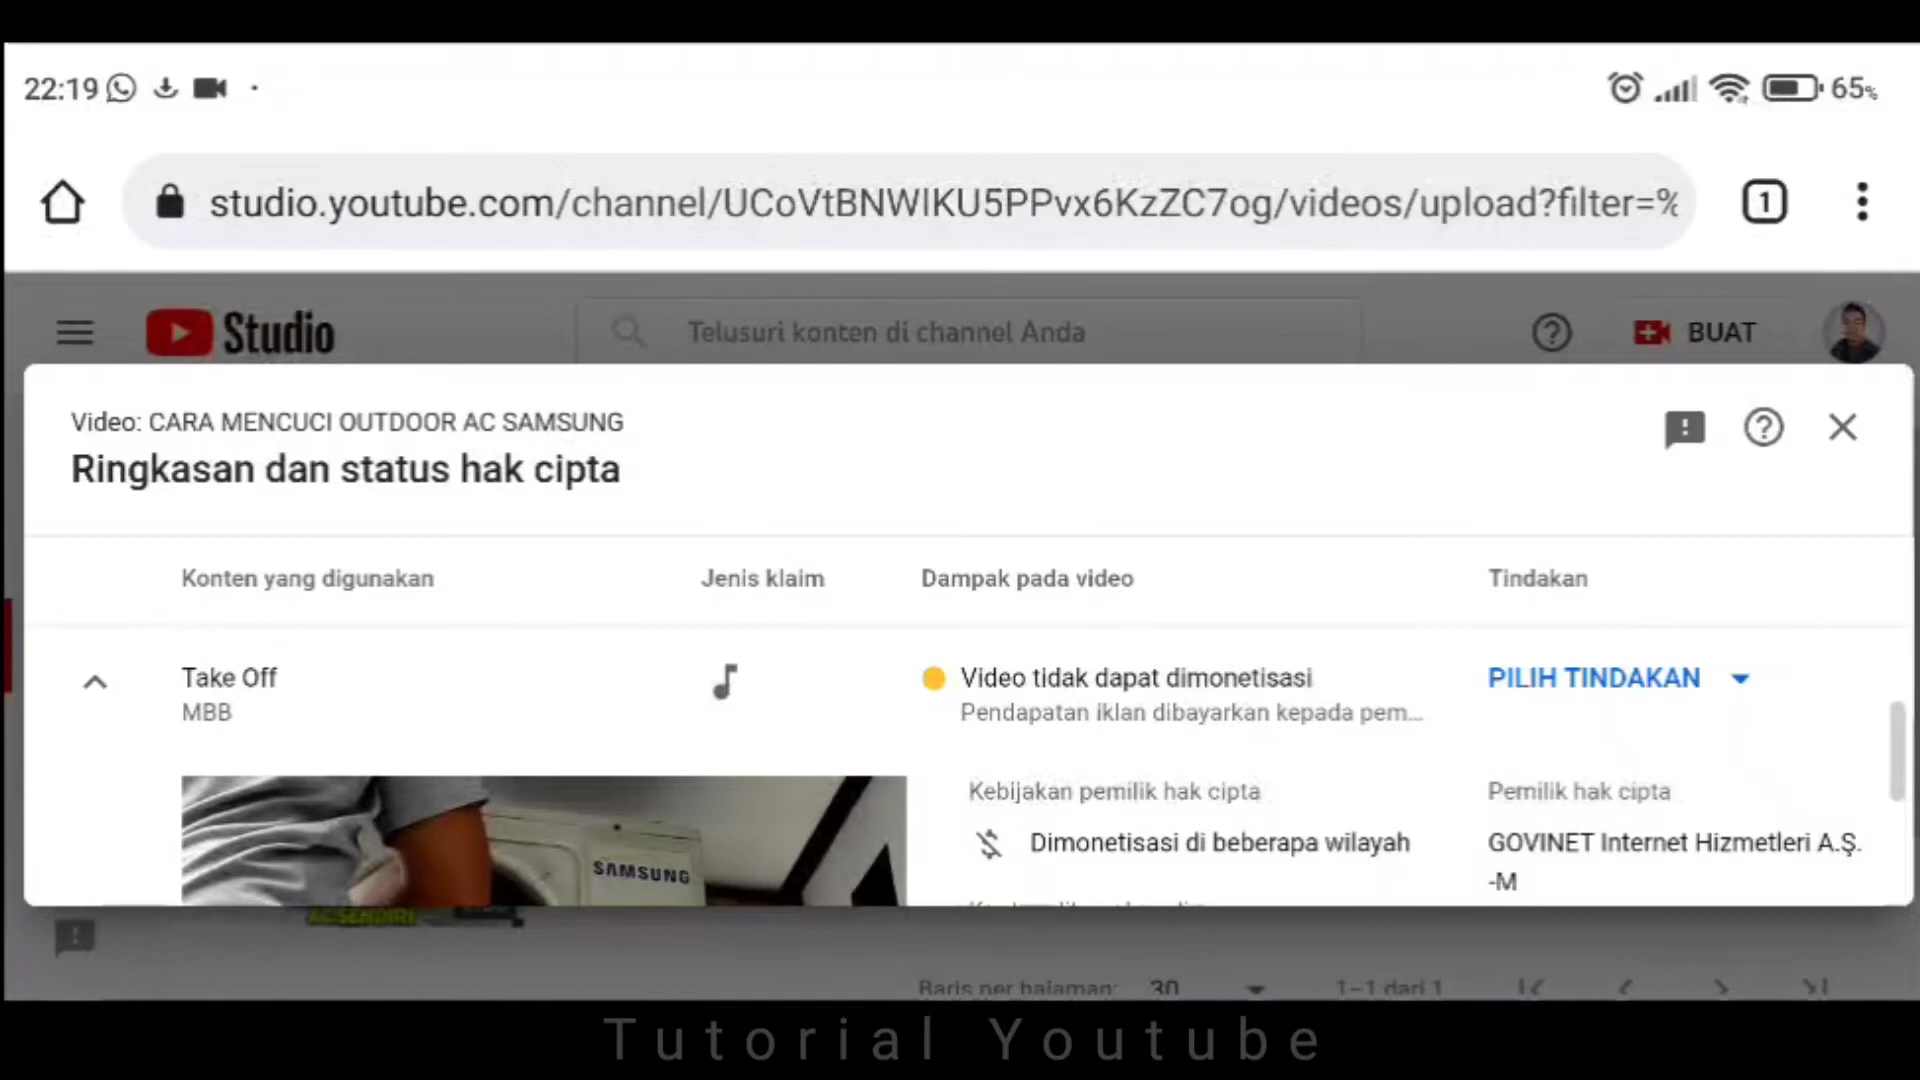 22:19
65%
studio.youtube.com/channel/UCoVtBNWIKU5PPvx6KzZC7og/videos/upload?filter=%
1
Studio
Telusuri konten di channel Anda
BUAT
Video: CARA MENCUCI OUTDOOR AC SAMSUNG
Ringkasan dan status hak cipta
Konten yang digunakan
Jenis klaim
Dampak pada video
Tindakan
Take Off
MBB
Video tidak dapat dimonetisasi
Pendapatan iklan dibayarkan kepada pem...
PILIH TINDAKAN
Kebijakan pemilik hak cipta
Pemilik hak cipta
Dimonetisasi di beberapa wilayah
GOVINET Internet Hizmetleri A.Ş.
-M
SAMSUNG
AC SENDIRI
Baris per halaman: 30
1–1 dari 1
Tutorial Youtube